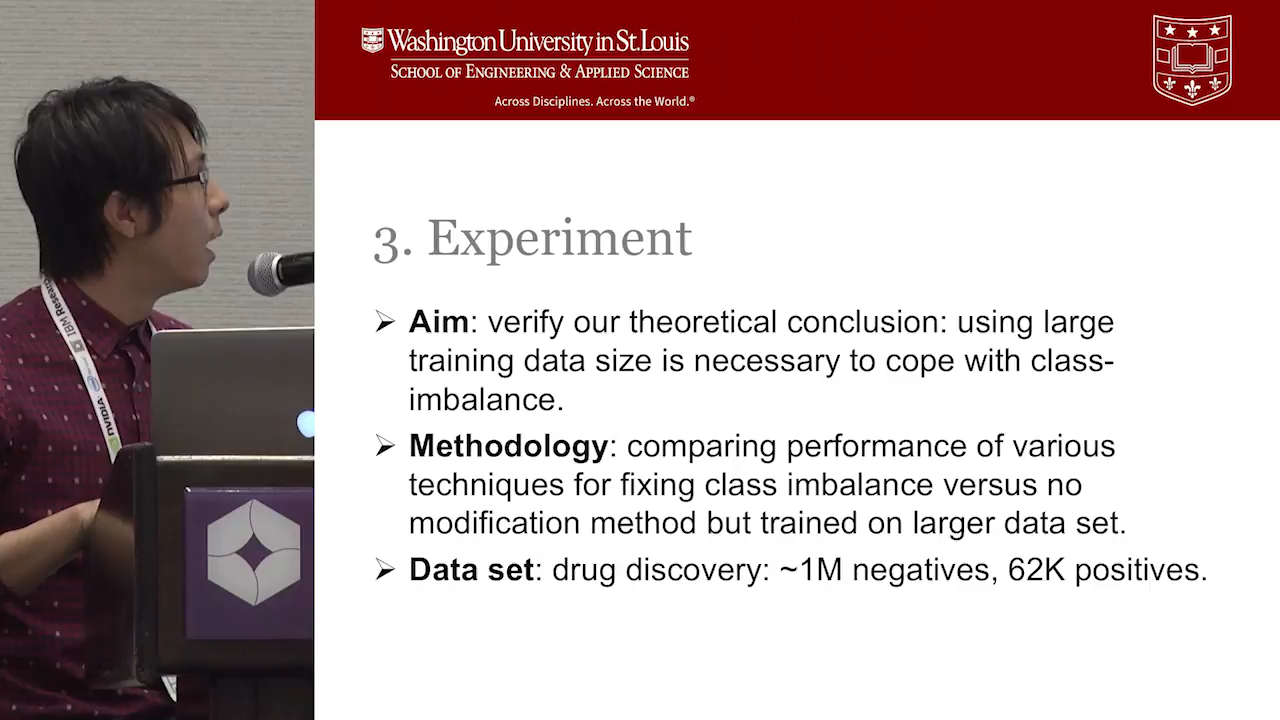 Washington University in St. Louis
SCHOOL OF ENGINEERING & APPLIED SCIENCE
Across Disciplines. Across the World.®
3. Experiment
➢ Aim: verify our theoretical conclusion: using large
training data size is necessary to cope with class-
imbalance.
➢ Methodology: comparing performance of various
techniques for fixing class imbalance versus no
modification method but trained on larger data set.
➢ Data set: drug discovery: ~1M negatives, 62K positives.
IBM Research
NVIDIA